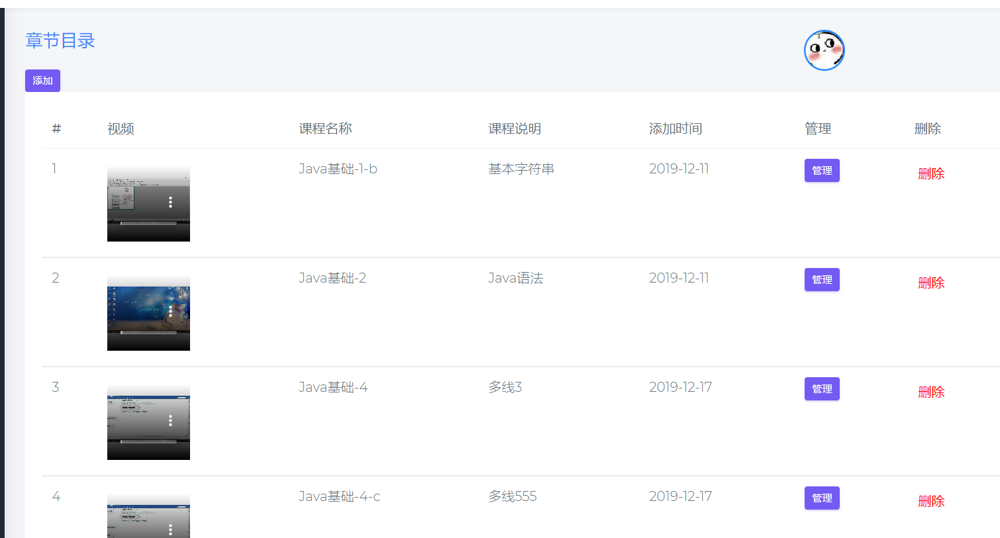 章节目录
添加
# 视频 课程名称 课程说明 添加时间 管理 删除
1 Java基础-1-b 基本字符串 2019-12-11 管理 删除
2 Java基础-2 Java语法 2019-12-11 管理 删除
3 Java基础-4 多线3 2019-12-17 管理 删除
4 Java基础-4-c 多线555 2019-12-17 管理 删除